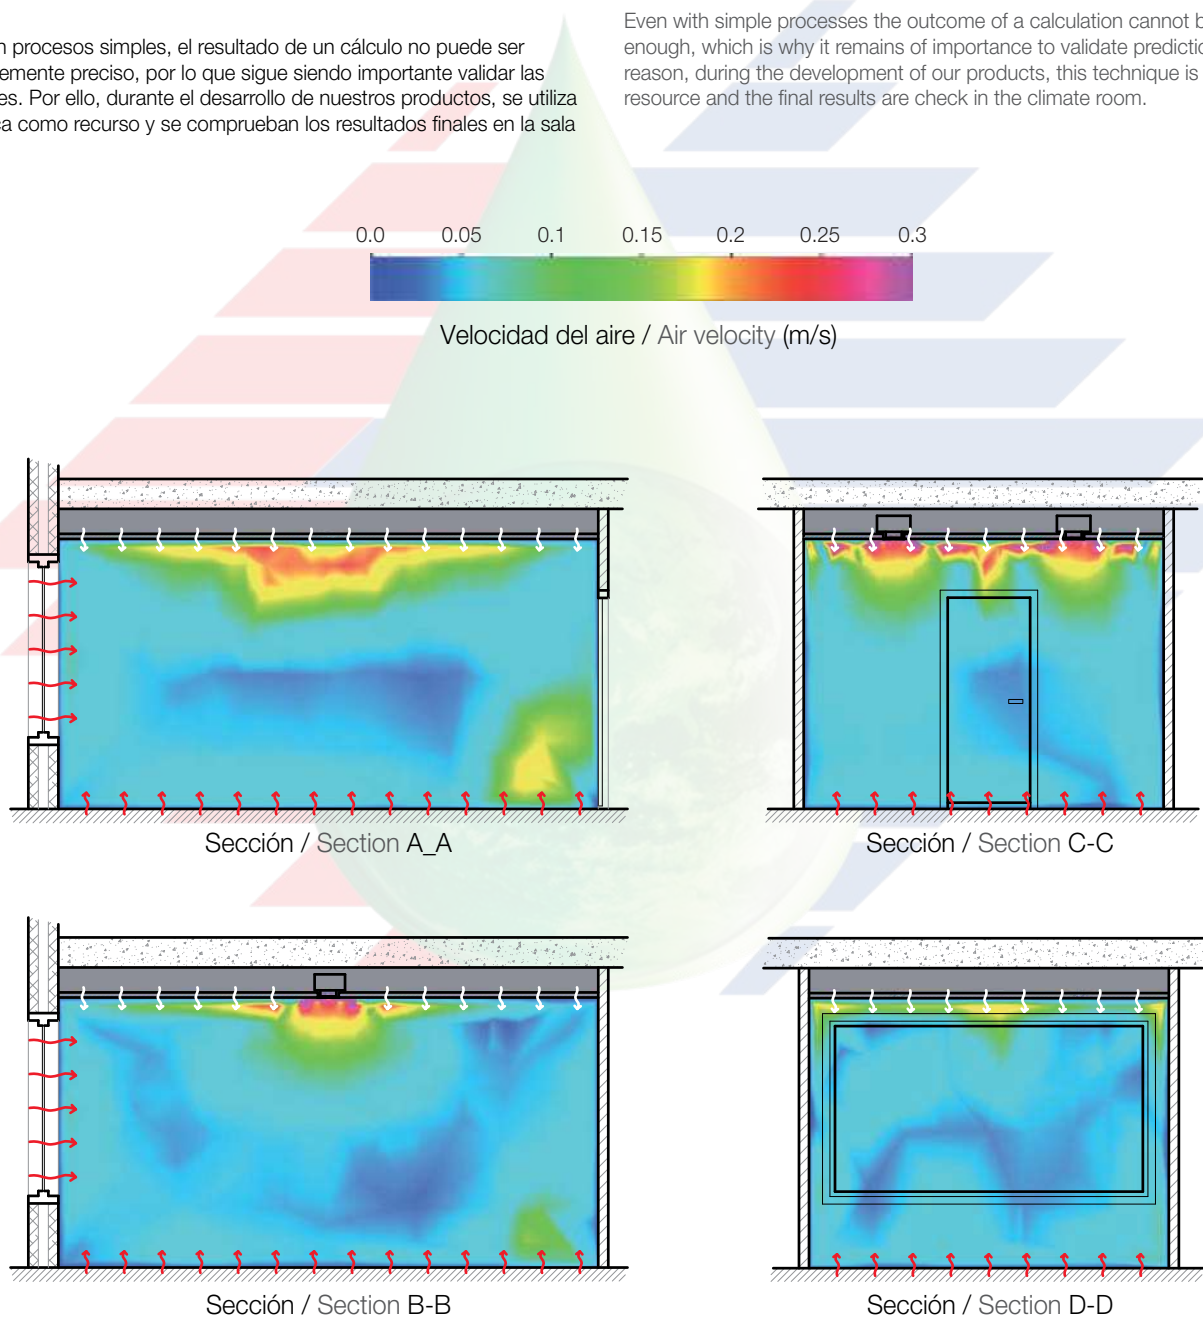 procesos simples, el resultado de un cálculo no puede ser
preciso, por lo que sigue siendo importante validar las
Por ello, durante el desarrollo de nuestros productos, se utiliza
como recurso y se comprueban los resultados finales en la sala
Even with simple processes the outcome of a calculation cannot
enough, which is why it remains of importance to validate
reason, during the development of our products, this technique is
resource and the final results are check in the climate room.
0.0 0.05 0.1 0.15 0.2 0.25 0.3
Velocidad del aire / Air velocity (m/s)
Sección / Section A_A
Sección / Section C-C
Sección / Section B-B
Sección / Section D-D